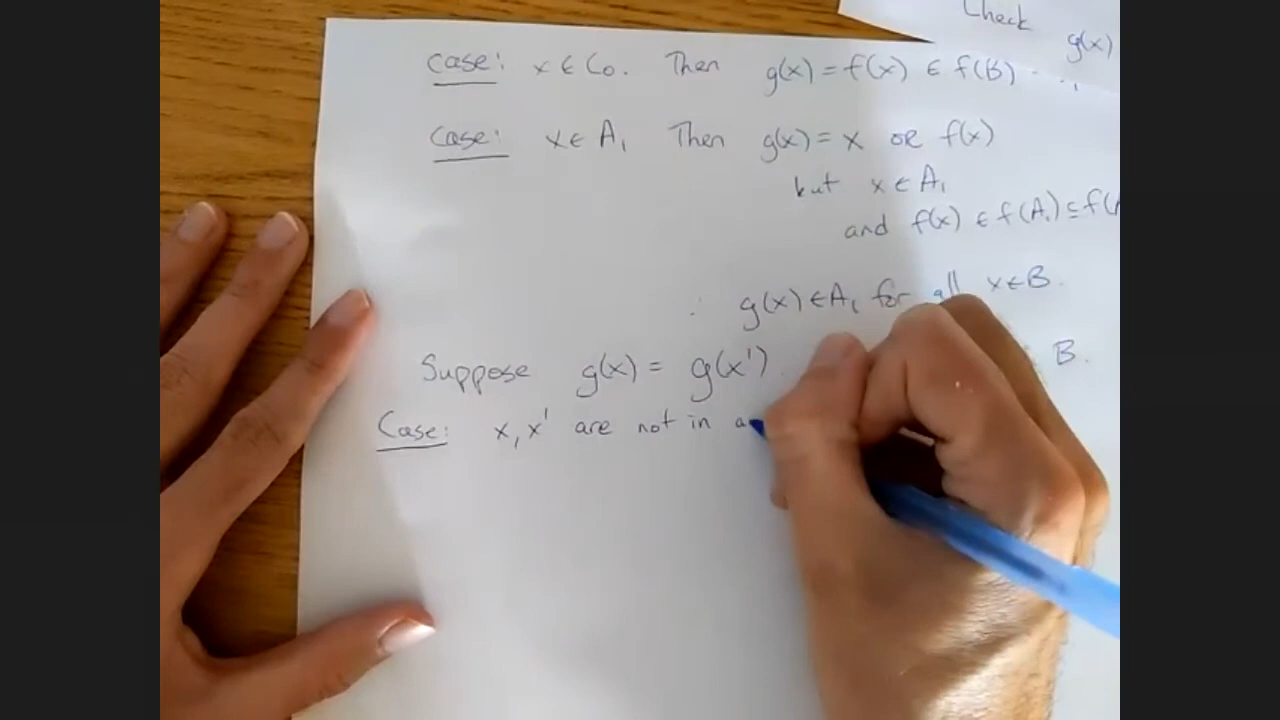 Check
g(x)
case: x ∈ C₀. Then g(x) = f(x) ∈ f(B)
Case: x ∈ A₁ Then g(x) = x OR f(x)
but x ∈ A₁
and f(x) ∈ f(A₁) ⊆ f(
∴ g(x) ∈ A₁ for all x ∈ B.
Suppose g(x) = g(x') B.
Case: x, x' are not in a